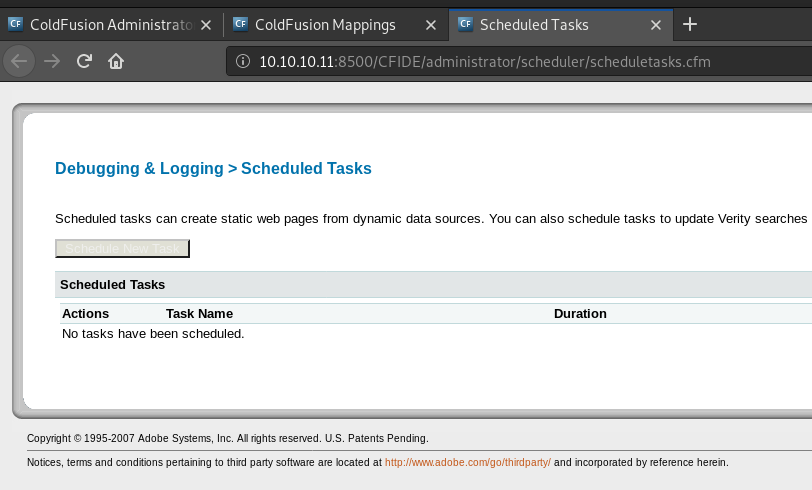 ColdFusion Administrato
ColdFusion Mappings
Scheduled Tasks
10.10.10.11:8500/CFIDE/administrator/scheduler/scheduletasks.cfm
Debugging & Logging > Scheduled Tasks
Scheduled tasks can create static web pages from dynamic data sources. You can also schedule tasks to update Verity searches
Schedule New Task
Scheduled Tasks
Actions Task Name Duration
No tasks have been scheduled.
Copyright © 1995-2007 Adobe Systems, Inc. All rights reserved. U.S. Patents Pending.
Notices, terms and conditions pertaining to third party software are located at http://www.adobe.com/go/thirdparty/ and incorporated by reference herein.